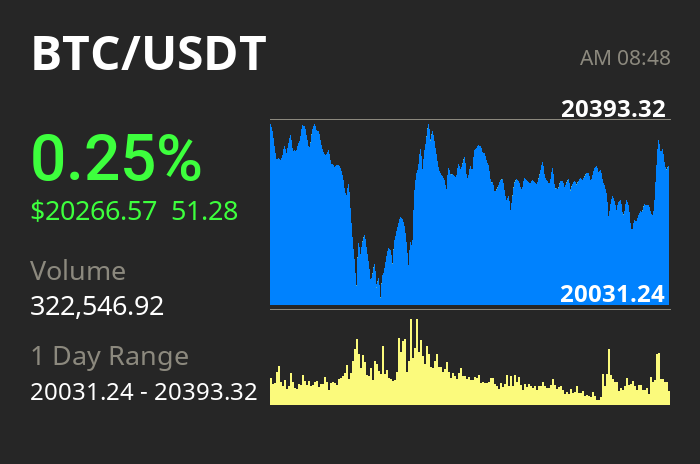 BTC/USDT
AM 08:48
20393.32
0.25%
$20266.57 51.28
Volume
322,546.92
20031.24
1 Day Range
20031.24 - 20393.32